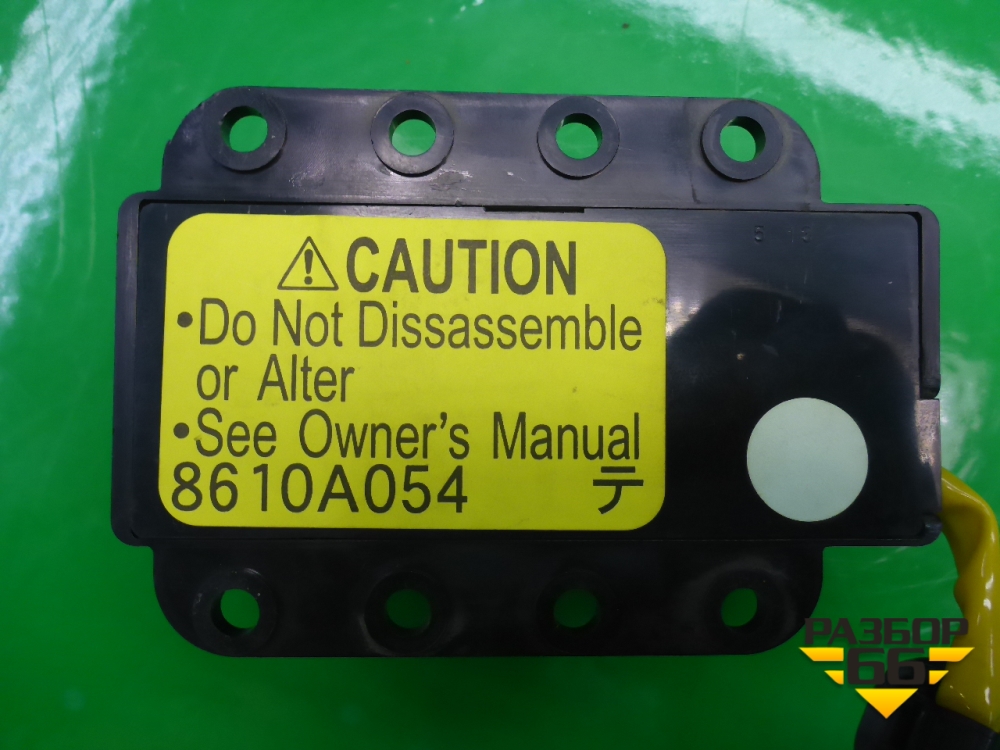 CAUTION
•Do Not Dissassemble
or Alter
•See Owner's Manual
8610A054 テ
РАЗБОР
66